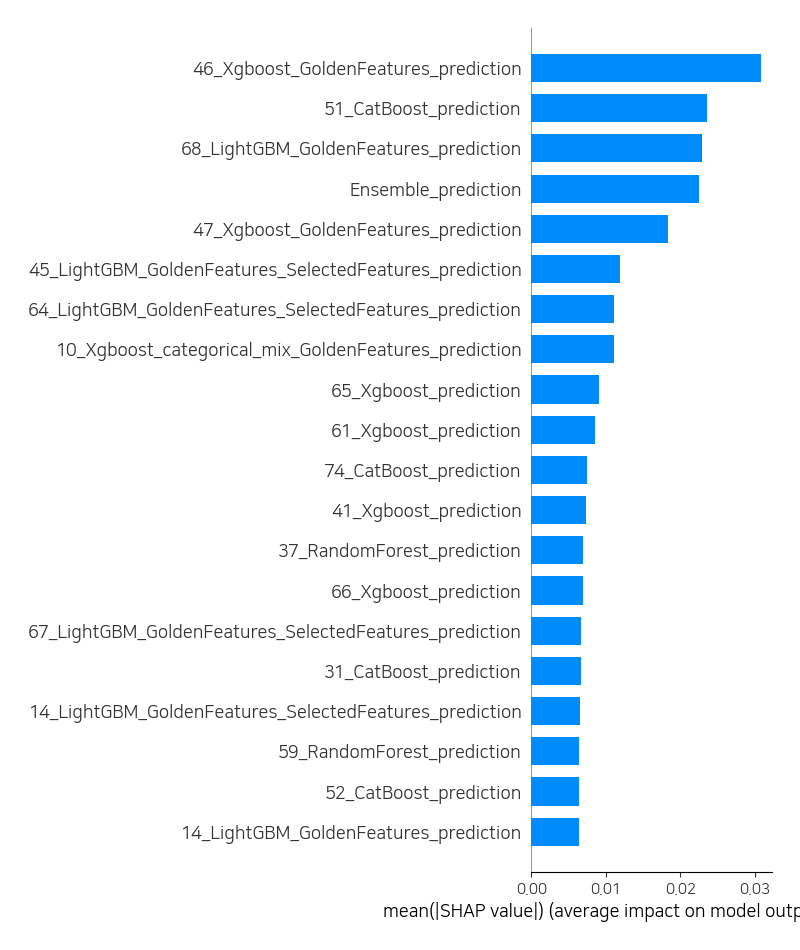 46_Xgboost_GoldenFeatures_prediction
51_CatBoost_prediction
68_LightGBM_GoldenFeatures_prediction
Ensemble_prediction
47_Xgboost_GoldenFeatures_prediction
45_LightGBM_GoldenFeatures_SelectedFeatures_prediction
64_LightGBM_GoldenFeatures_SelectedFeatures_prediction
10_Xgboost_categorical_mix_GoldenFeatures_prediction
65_Xgboost_prediction
61_Xgboost_prediction
74_CatBoost_prediction
41_Xgboost_prediction
37_RandomForest_prediction
66_Xgboost_prediction
67_LightGBM_GoldenFeatures_SelectedFeatures_prediction
31_CatBoost_prediction
14_LightGBM_GoldenFeatures_SelectedFeatures_prediction
59_RandomForest_prediction
52_CatBoost_prediction
14_LightGBM_GoldenFeatures_prediction
0.00 0.01 0.02 0.03
mean(|SHAP value|) (average impact on model outp